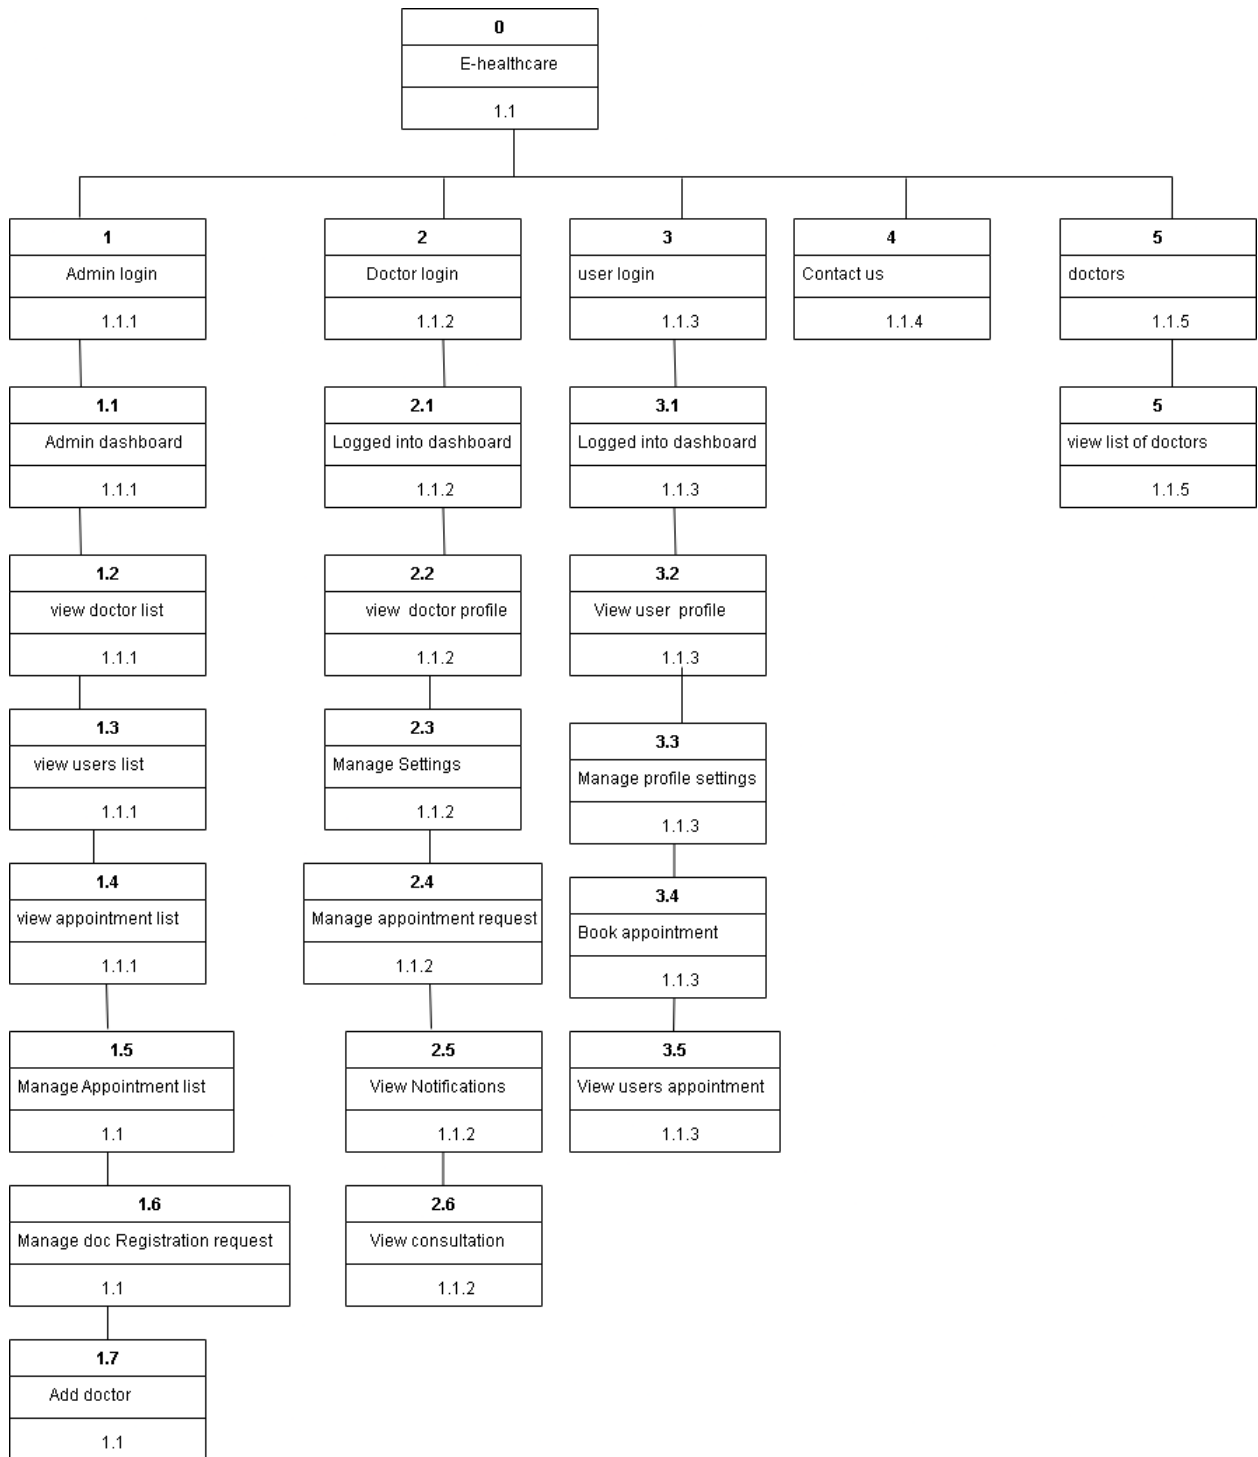 0
E-healthcare
1.1
1
Admin login
1.1.1
2
Doctor login
1.1.2
3
user login
1.1.3
4
Contact us
1.1.4
5
doctors
1.1.5
1.1
Admin dashboard
1.1.1
2.1
Logged into dashboard
1.1.2
3.1
Logged into dashboard
1.1.3
5
view list of doctors
1.1.5
1.2
view doctor list
1.1.1
2.2
view doctor profile
1.1.2
3.2
View user profile
1.1.3
1.3
view users list
1.1.1
2.3
Manage Settings
1.1.2
3.3
Manage profile settings
1.1.3
1.4
view appointment list
1.1.1
2.4
Manage appointment request
1.1.2
3.4
Book appointment
1.1.3
1.5
Manage Appointment list
1.1
2.5
View Notifications
1.1.2
3.5
View users appointment
1.1.3
1.6
Manage doc Registration request
1.1
2.6
View consultation
1.1.2
1.7
Add doctor
1.1